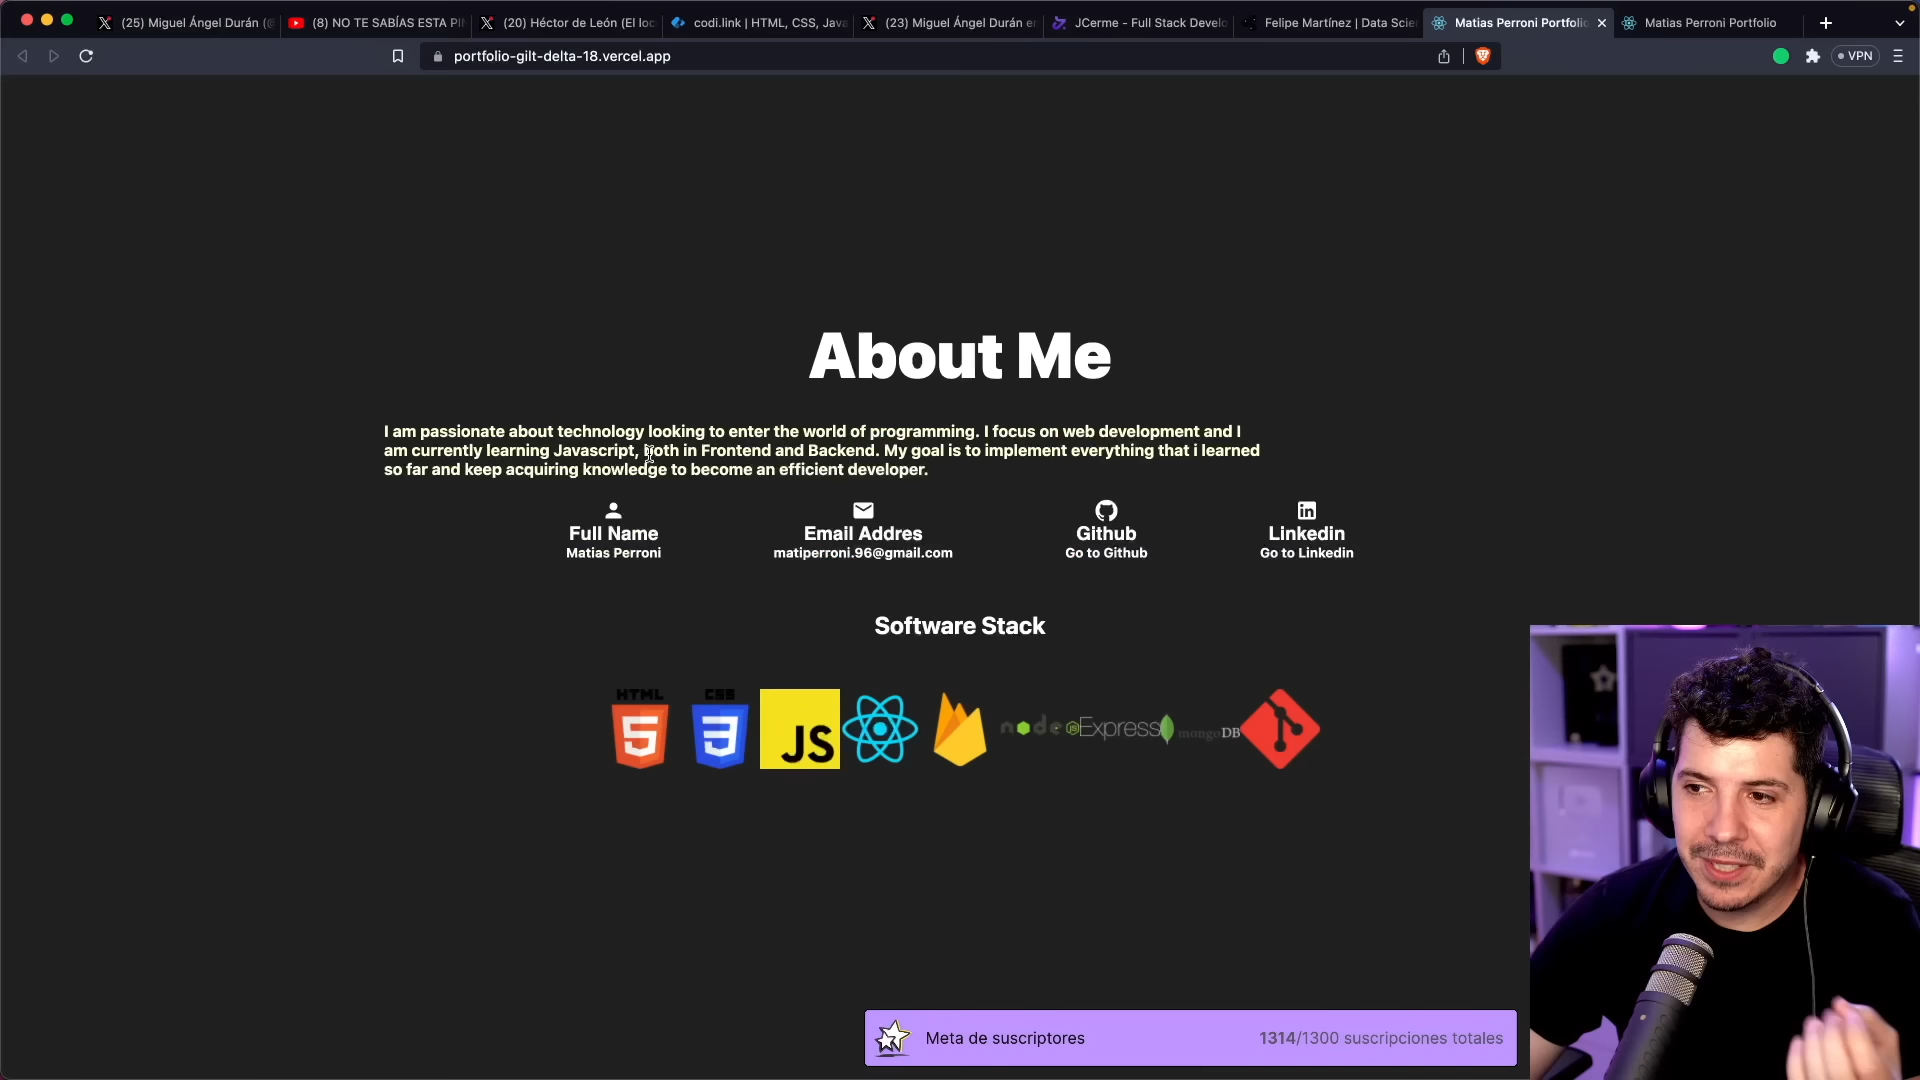 (25) Miguel Ángel Durán (@
(8) NO TE SABÍAS ESTA PI
(20) Héctor de León (El loc
codi.link | HTML, CSS, Java
(23) Miguel Ángel Durán e
JCerme - Full Stack Develo
Felipe Martínez | Data Scie
Matias Perroni Portfolio
Matias Perroni Portfolio
portfolio-gilt-delta-18.vercel.app
VPN
About Me
I am passionate about technology looking to enter the world of programming. I focus on web development and I
am currently learning Javascript, both in Frontend and Backend. My goal is to implement everything that i learned
so far and keep acquiring knowledge to become an efficient developer.
Full Name
Matias Perroni
Email Addres
matiperroni.96@gmail.com
Github
Go to Github
Linkedin
Go to Linkedin
Software Stack
HTML
5
CSS
3
JS
node
JS
Express
mongoDB
Meta de suscriptores
1314/1300 suscripciones totales